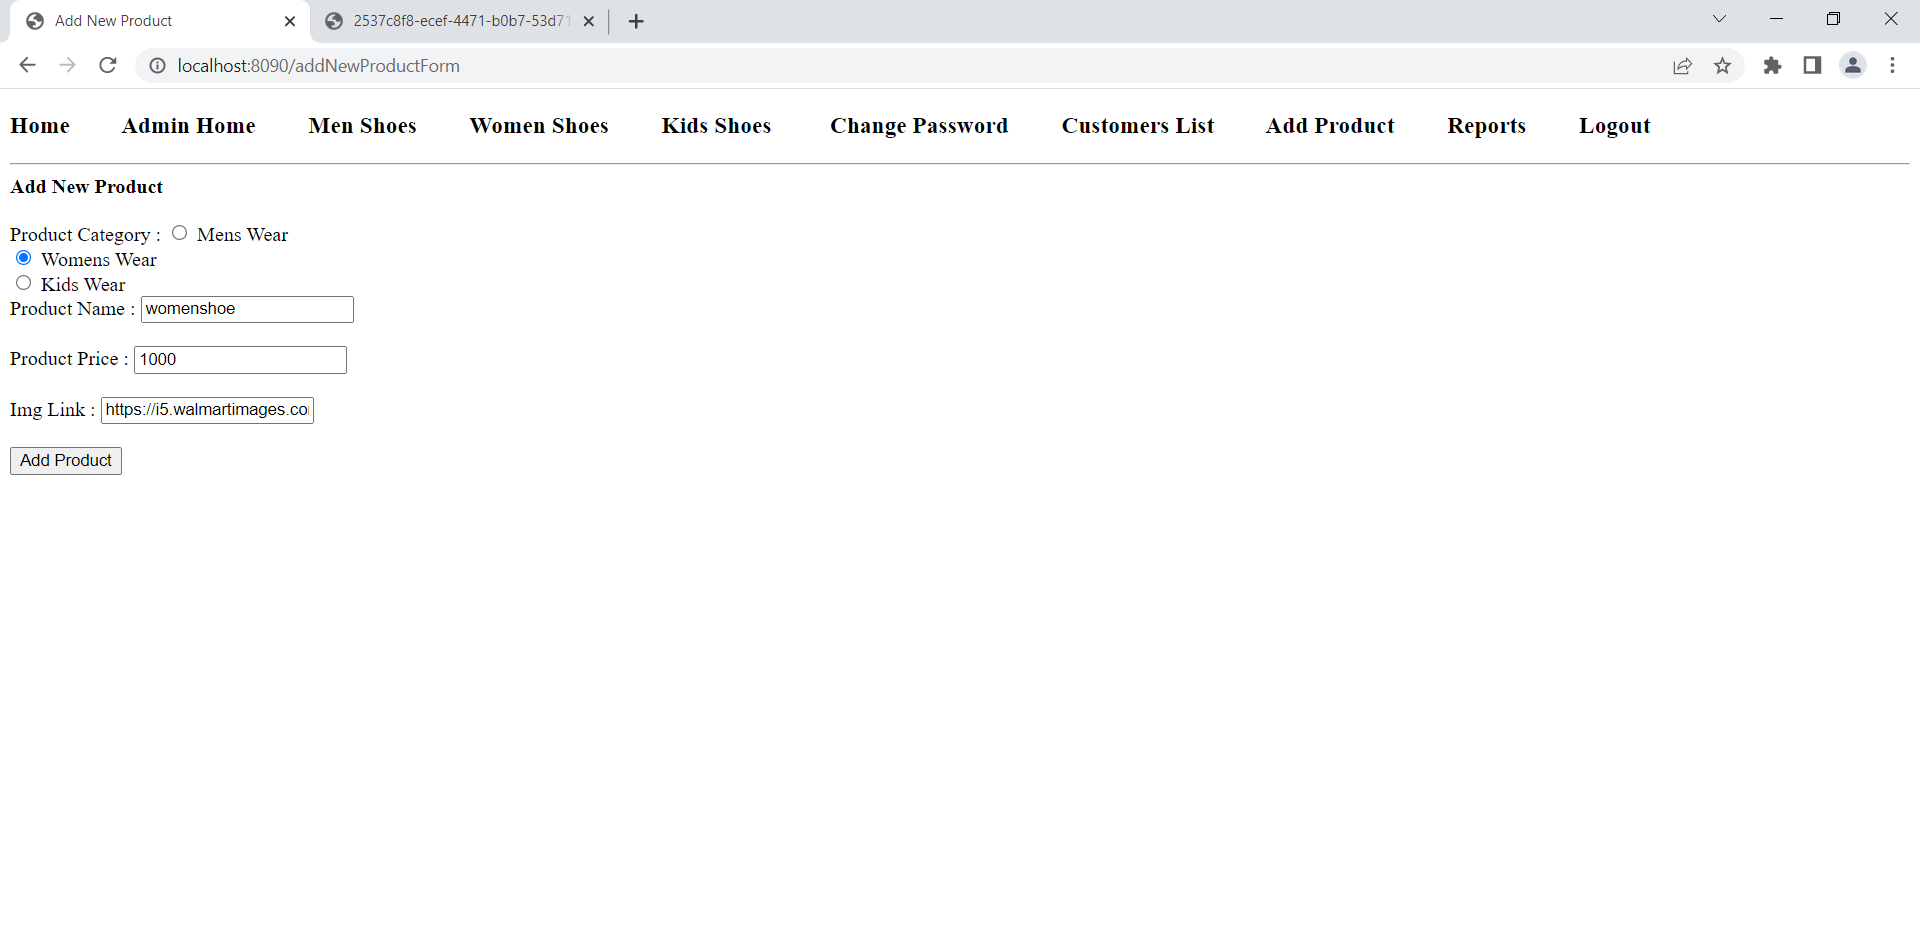 Add New Product
2537c8f8-ecef-4471-b0b7-53d71
localhost:8090/addNewProductForm
Home Admin Home Men Shoes Women Shoes Kids Shoes Change Password Customers List Add Product Reports Logout
Add New Product
Product Category : Mens Wear
Womens Wear
Kids Wear
Product Name : womenshoe
Product Price : 1000
Img Link : https://i5.walmartimages.co
Add Product